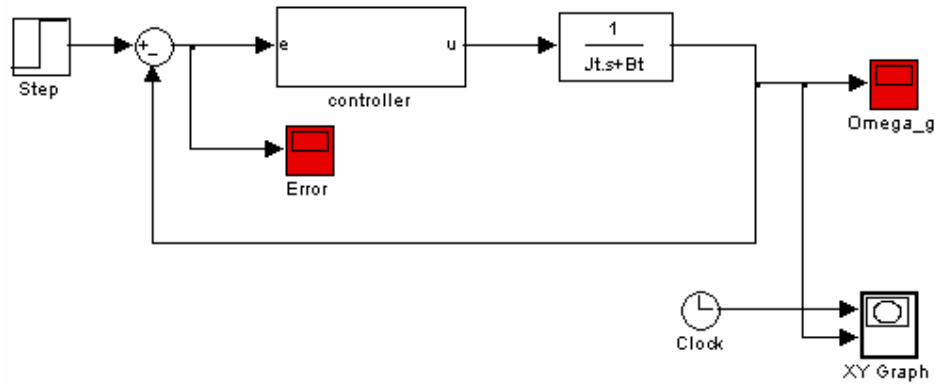 Step
+
−
e
u
controller
1
Jt.s+Bt
Omega_g
Error
Clock
XY Graph